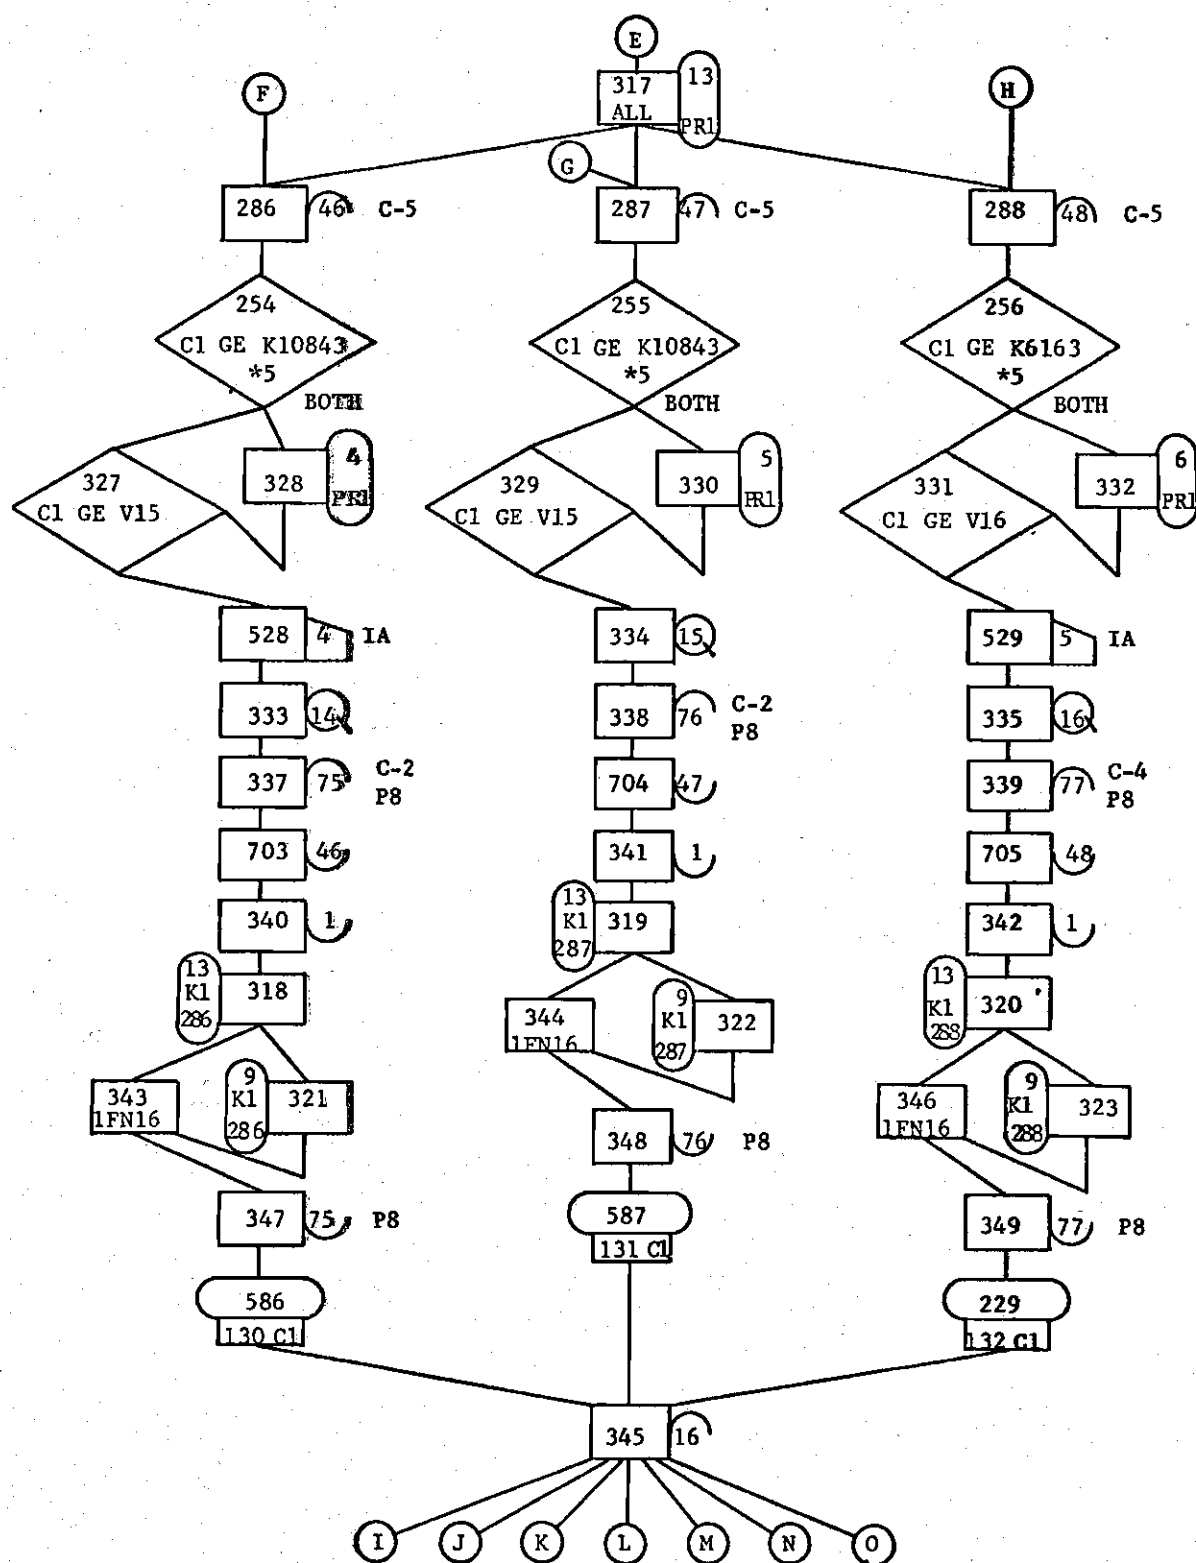 E
F
317
ALL
13
PR1
H
G
286
46
C-5
287
47
C-5
288
48
C-5
254
C1 GE K10843
*5
BOTH
255
C1 GE K10843
*5
BOTH
256
C1 GE K6163
*5
BOTH
327
C1 GE V15
328
4
PR1
329
C1 GE V15
330
5
PR1
331
C1 GE V16
332
6
PR1
528
4
IA
334
15
529
5
IA
333
14
338
76
C-2
P8
335
16
337
75
C-2
P8
704
47
339
77
C-4
P8
703
46
341
1
705
48
340
1
13
K1
287
319
342
1
13
K1
286
318
344
1FN16
9
K1
287
322
13
K1
288
320
343
1FN16
9
K1
286
321
348
76
P8
346
1FN16
9
K1
288
323
347
75
P8
587
131 C1
349
77
P8
586
130 C1
229
132 C1
345
16
I
J
K
L
M
N
O